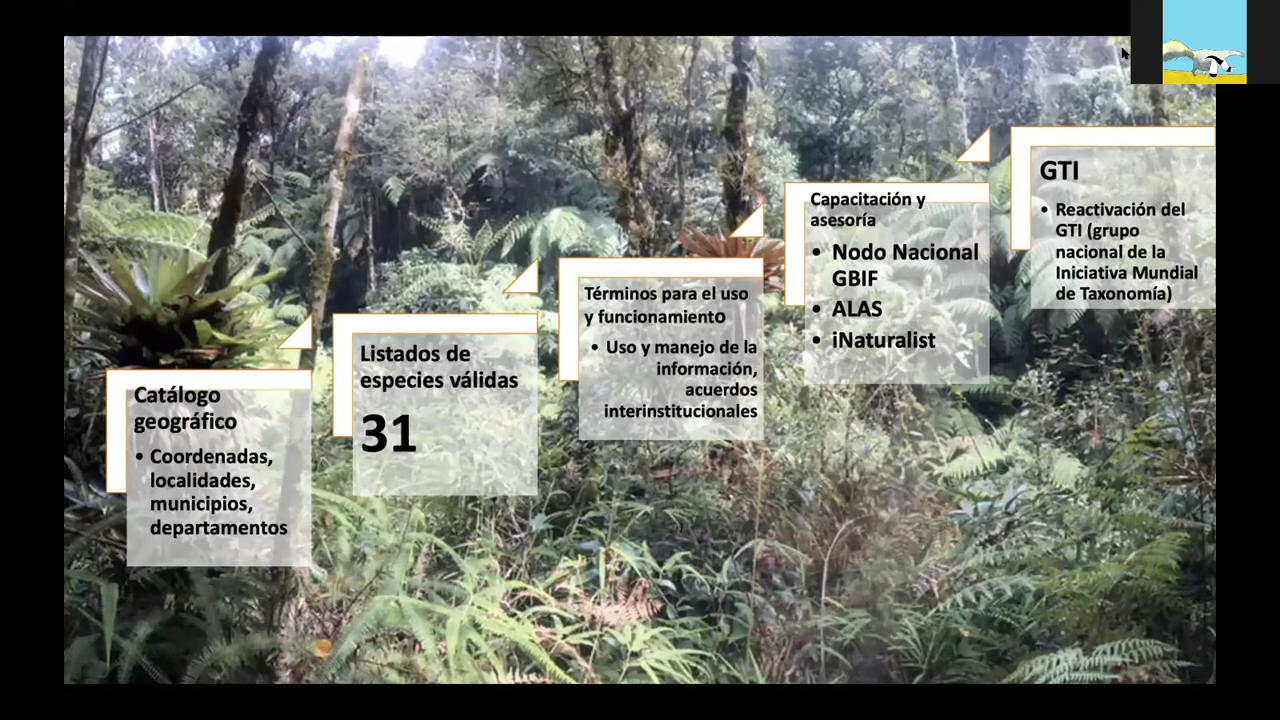 Catálogo
geográfico
• Coordenadas,
localidades,
municipios,
departamentos
Listados de
especies válidas
31
Términos para el uso
y funcionamiento
• Uso y manejo de la
información,
acuerdos
interinstitucionales
Capacitación y
asesoría
• Nodo Nacional
GBIF
• ALAS
• iNaturalist
GTI
• Reactivación del
GTI (grupo
nacional de la
Iniciativa Mundial
de Taxonomía)